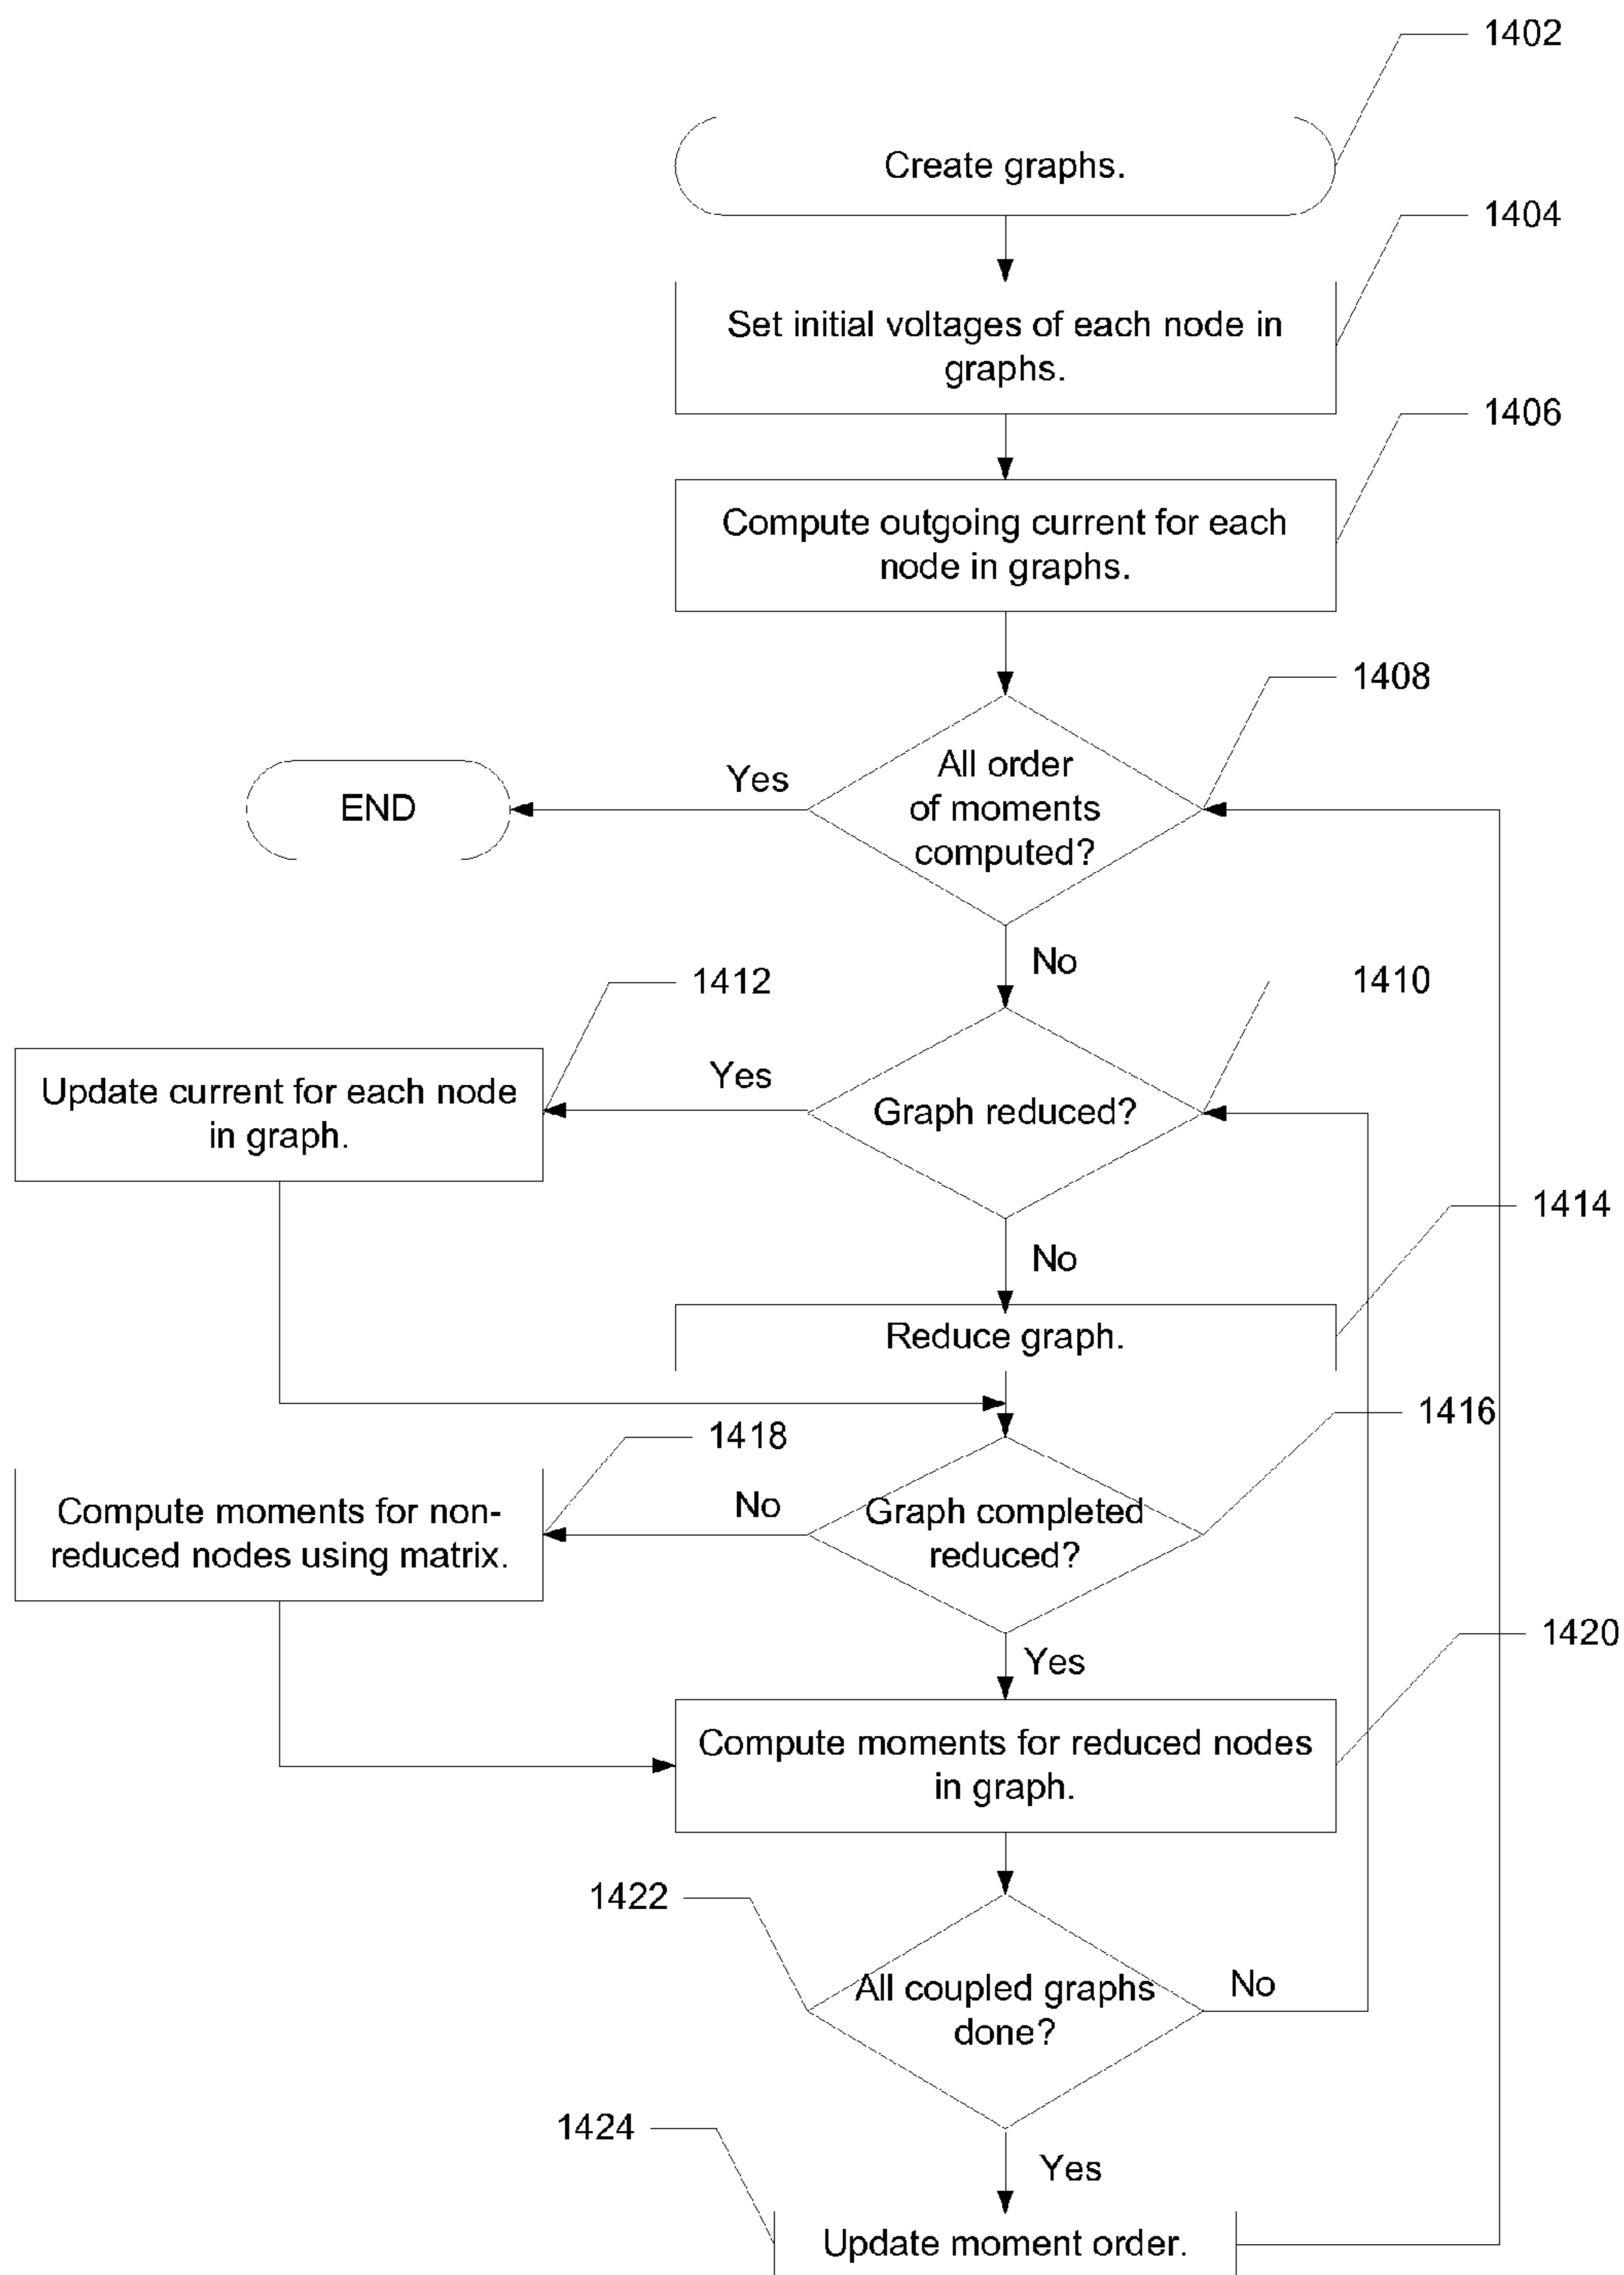 1402
Create graphs.
1404
Set initial voltages of each node in
graphs.
1406
Compute outgoing current for each
node in graphs.
1408
All order
of moments
computed?
Yes
END
No
1412
1410
Update current for each node
in graph.
Yes
Graph reduced?
1414
No
Reduce graph.
1416
1418
Compute moments for non-
reduced nodes using matrix.
No
Graph completed
reduced?
1420
Yes
Compute moments for reduced nodes
in graph.
1422
All coupled graphs
done?
No
1424
Yes
Update moment order.